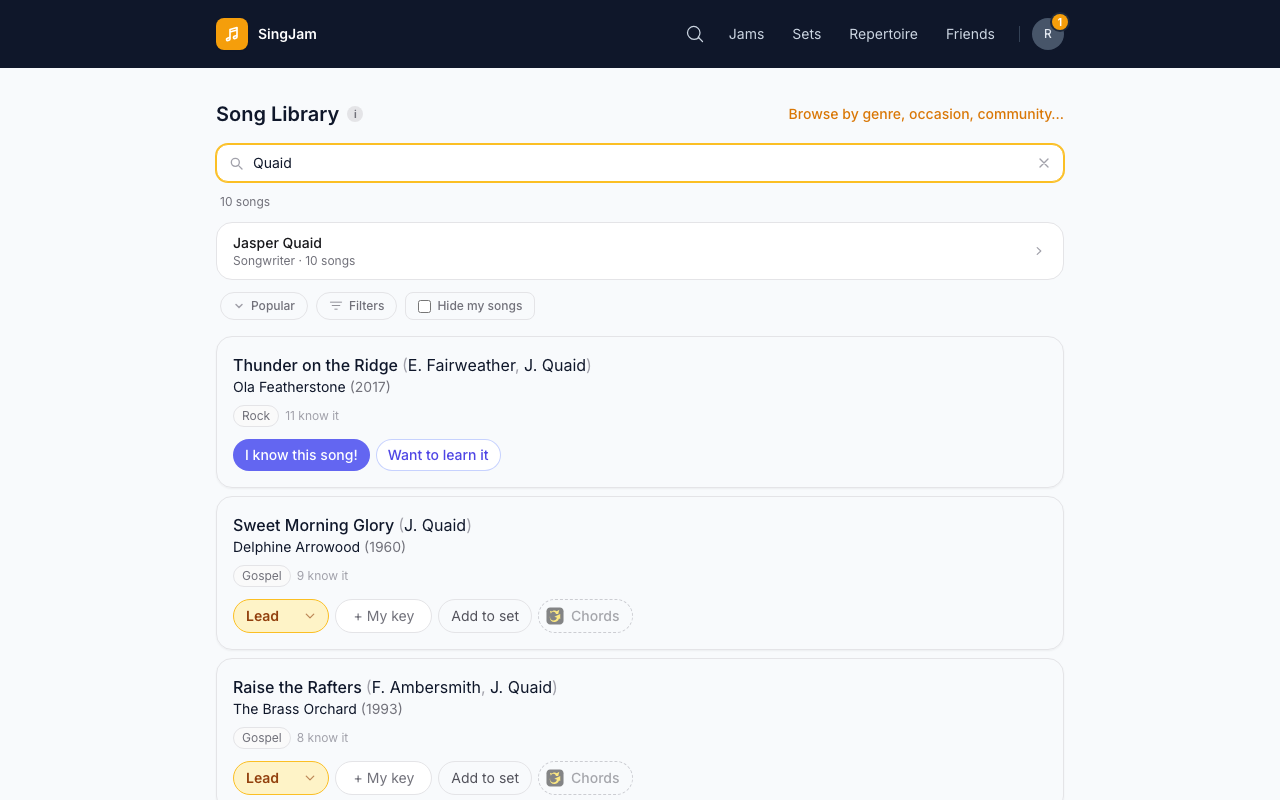 SingJam
Jams
Sets
Repertoire
Friends
R
1
Song Library
i
Browse by genre, occasion, community...
Quaid
10 songs
Jasper Quaid
Songwriter · 10 songs
Popular
Filters
Hide my songs
Thunder on the Ridge (E. Fairweather, J. Quaid)
Ola Featherstone (2017)
Rock 11 know it
I know this song! Want to learn it
Sweet Morning Glory (J. Quaid)
Delphine Arrowood (1960)
Gospel 9 know it
Lead + My key Add to set Chords
Raise the Rafters (F. Ambersmith, J. Quaid)
The Brass Orchard (1993)
Gospel 8 know it
Lead + My key Add to set Chords